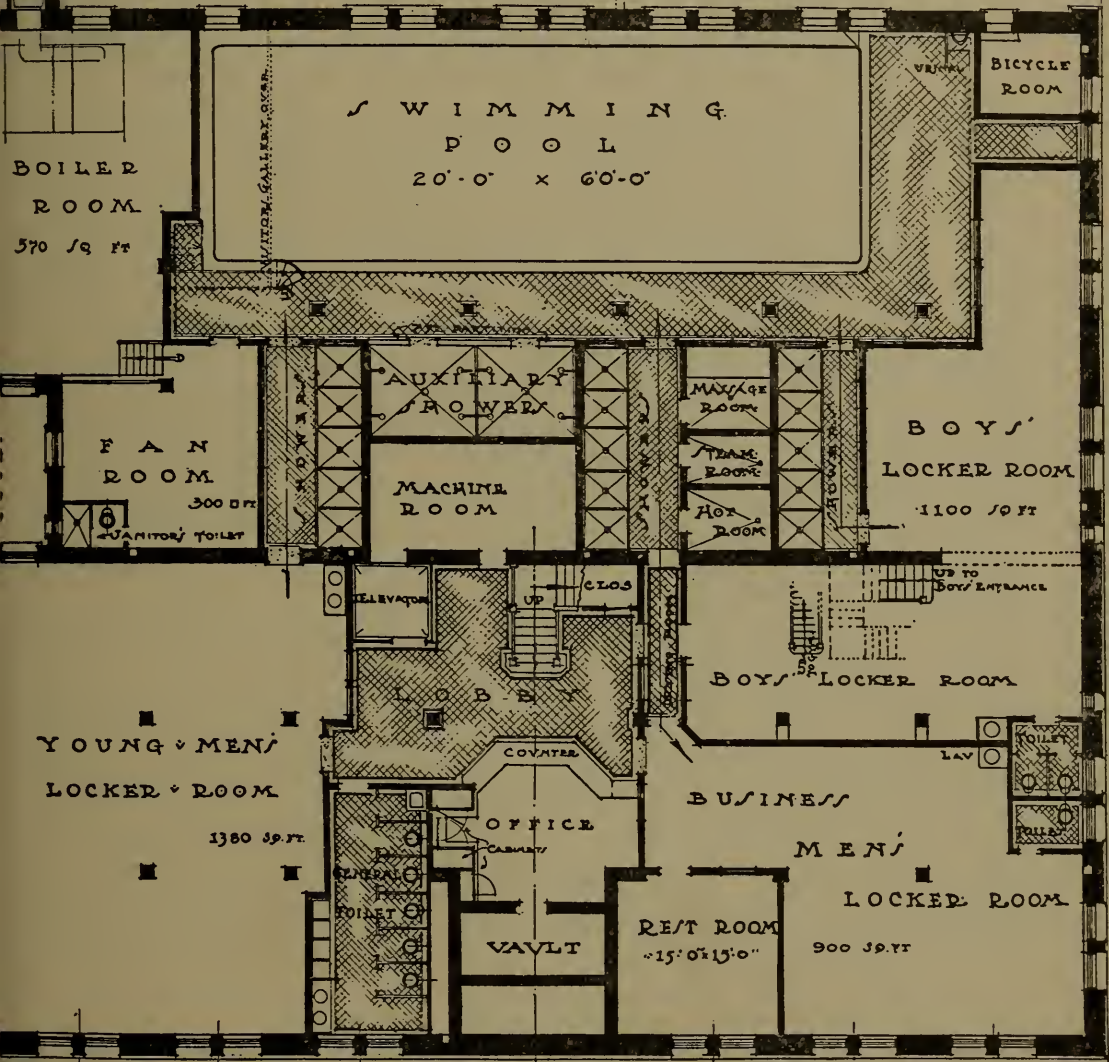 SWIMMING
POOL
20'-0" x 60'-0"
URINAL
BICYCLE
ROOM
BOILER
ROOM
570 SQ FT
VISITORS GALLERY OVER
AUXILIARY
SHOWERS
SHOWERS
SHOWERS
SHOWERS
MASSAGE
ROOM
STEAM
ROOM
HOT
ROOM
BOYS'
LOCKER ROOM
1100 SQ FT
FAN
ROOM
300 □ FT
JANITOR'S TOILET
MACHINE
ROOM
ELEVATOR
UP
CLOS
UP TO
BOYS' ENTRANCE
LOBBY
BOYS' LOCKER ROOM
YOUNG MENS'
LOCKER ROOM
1380 SQ. FT.
COUNTER
OFFICE
CABINETS
GENERAL
TOILET
VAULT
LAV
TOILET
TOILET
BUSINESS
MEN'S
LOCKER ROOM
900 SQ. FT
REST ROOM
15'-0" x 15'-0"